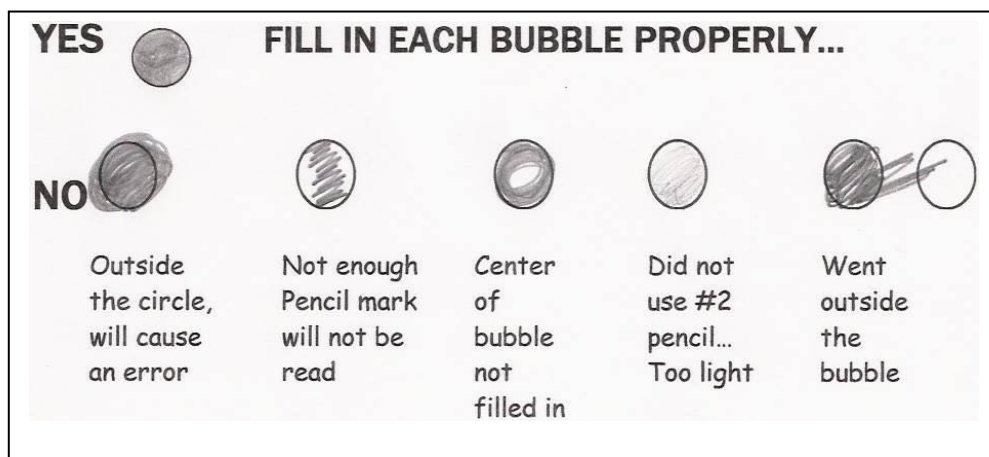 YES FILL IN EACH BUBBLE PROPERLY...
NO
Outside
the circle,
will cause
an error
Not enough
Pencil mark
will not be
read
Center
of
bubble
not
filled in
Did not
use #2
pencil...
Too light
Went
outside
the
bubble